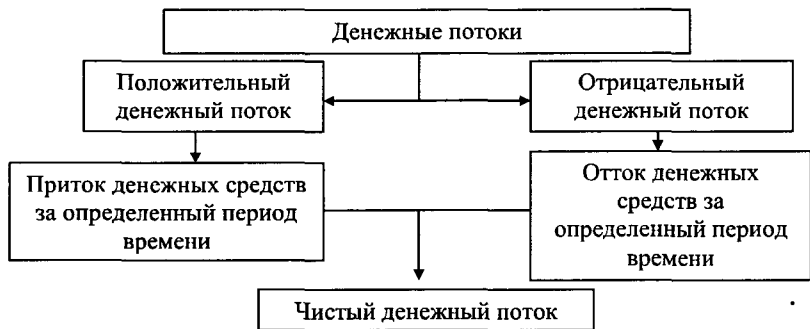 Денежные потоки
Положительный
денежный поток
Отрицательный
денежный поток
Приток денежных средств
за определенный период
времени
Отток денежных
средств за
определенный период
времени
Чистый денежный поток